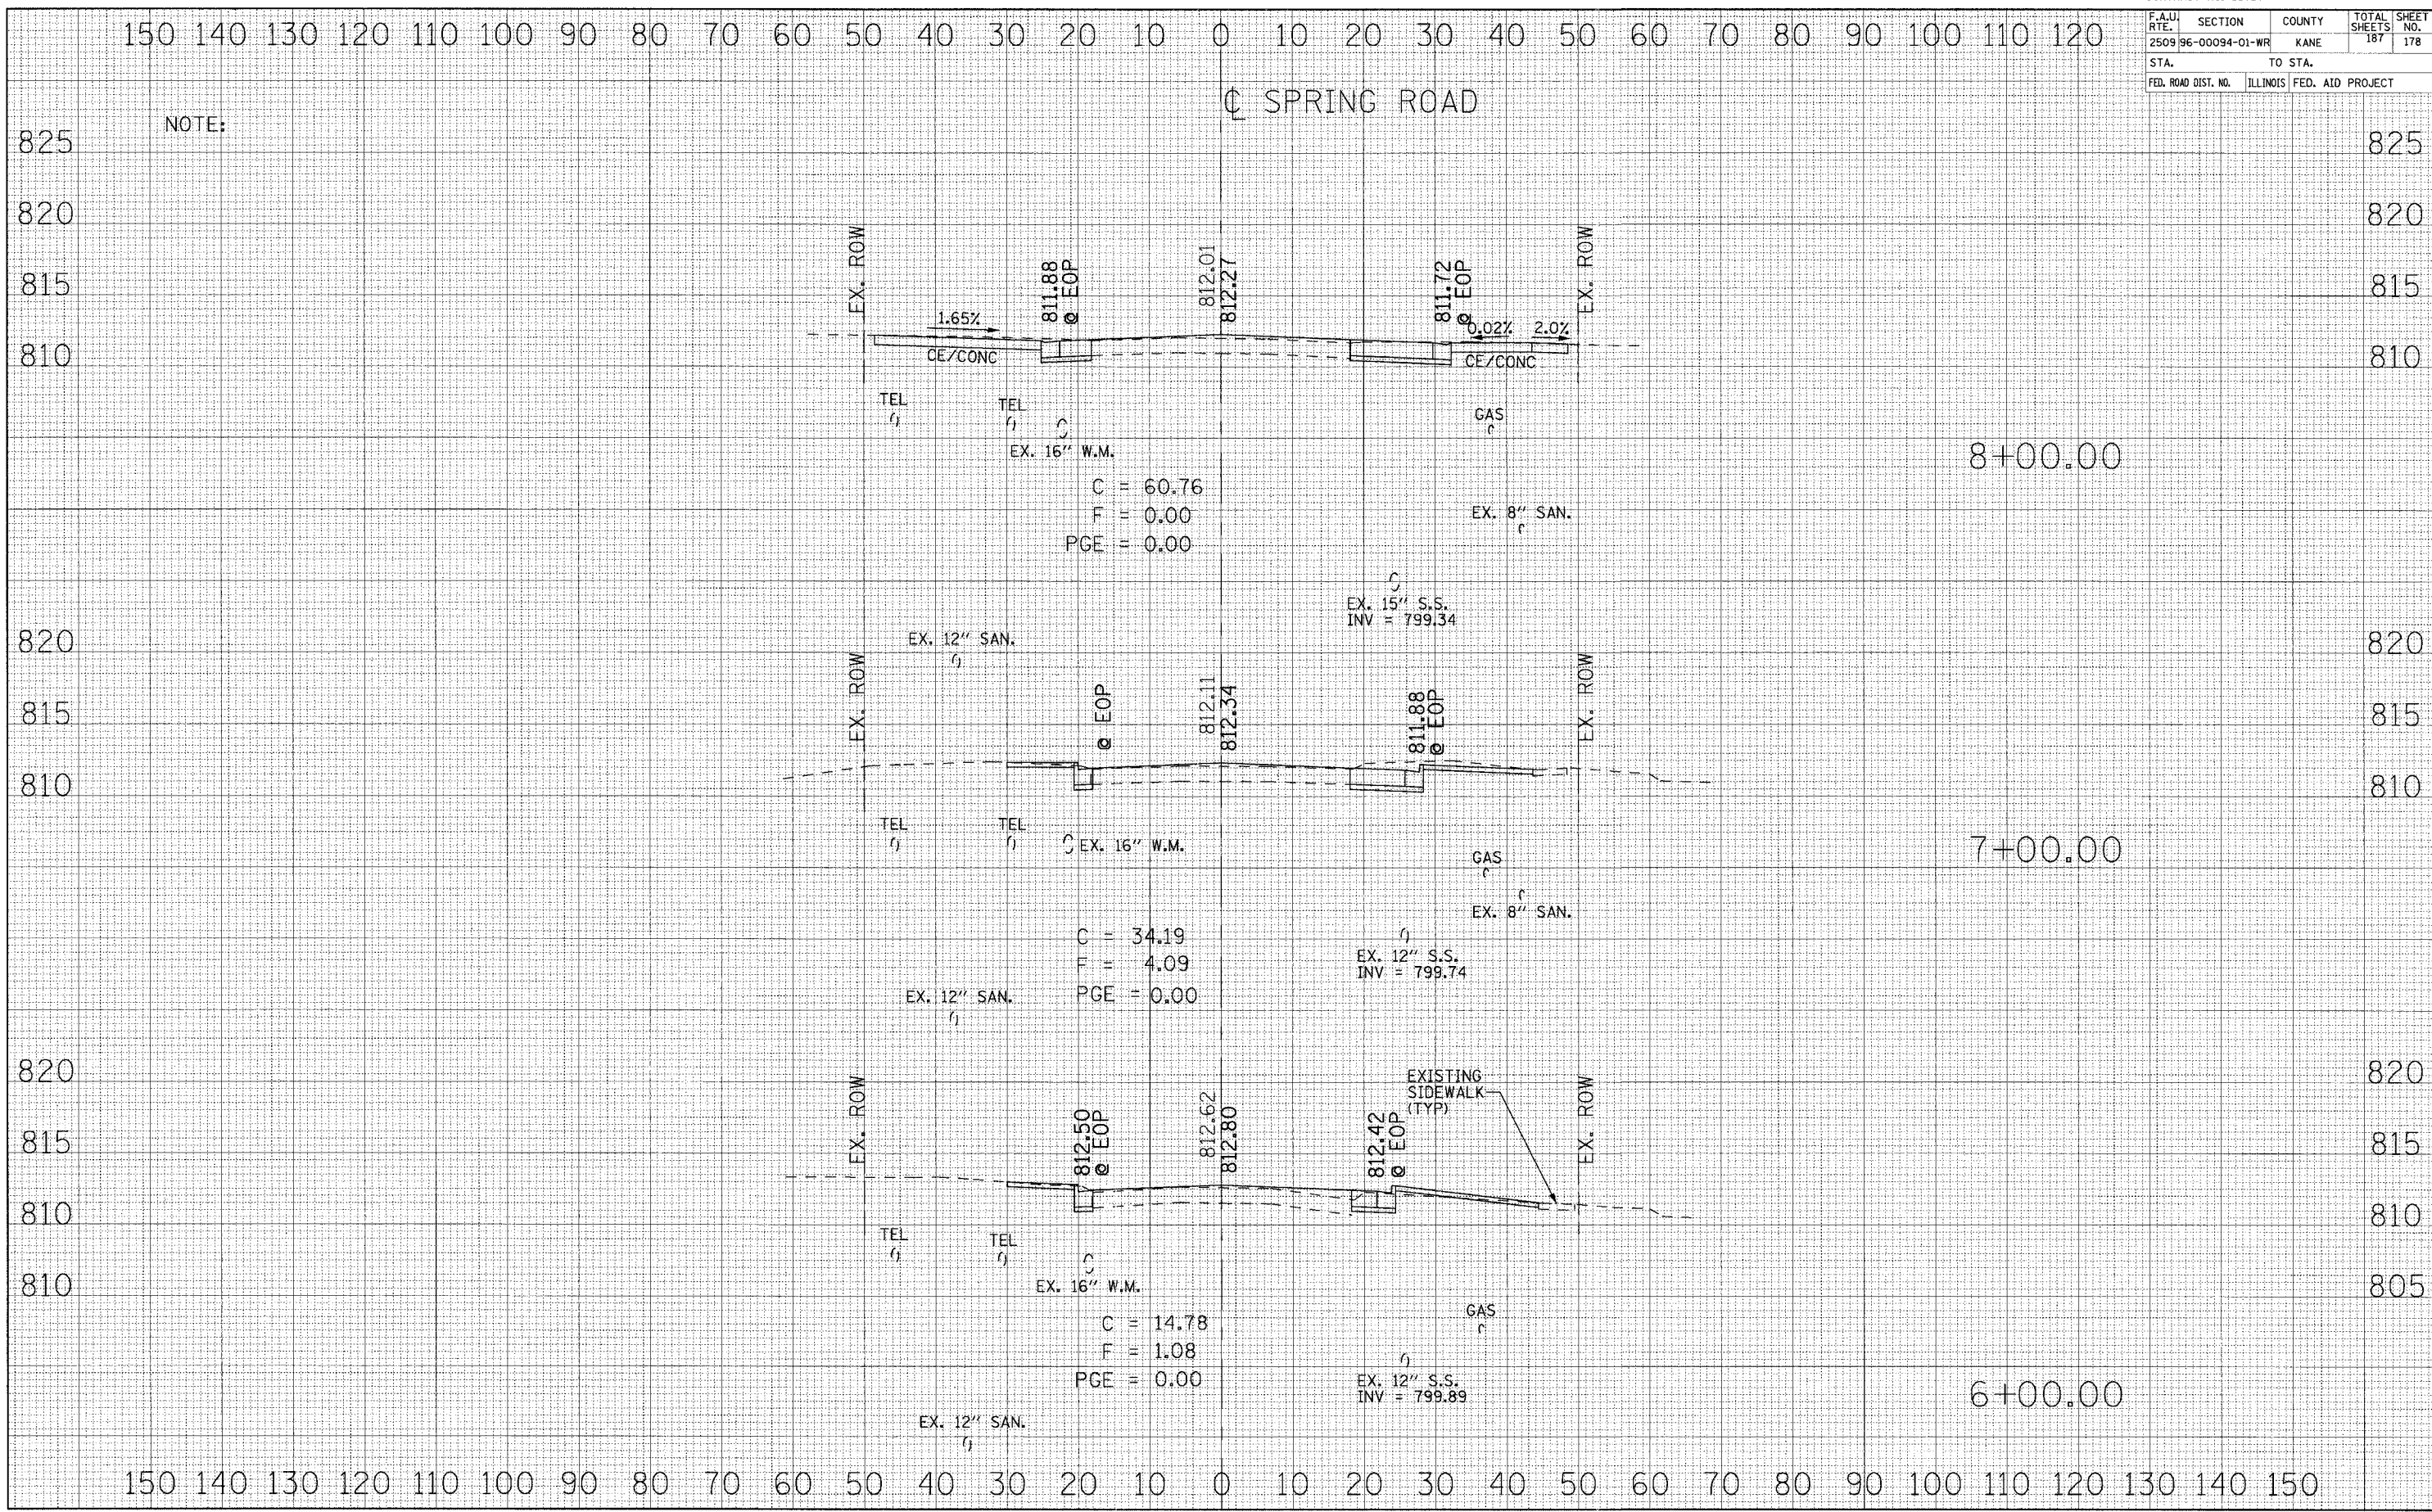 150 140 130 120 110 100 90 80 70 60 50 40 30 20 10 0 10 20 30 40 50 60 70 80 90 100 110 120
F.A.U. RTE. SECTION COUNTY TOTAL SHEETS SHEET NO.
2509 96-00094-01-WR KANE 187 178
STA. TO STA.
FED. ROAD DIST. NO. ILLINOIS FED. AID PROJECT
℄ SPRING ROAD
NOTE:
825 825
820 820
815 815
810 810
EX. ROW
811.88
@ EOP
812.01
812.27
811.72
@ EOP
EX. ROW
1.65%
0.02% 2.0%
CE/CONC
CE/CONC
TEL
TEL
GAS
EX. 16" W.M.
8+00.00
C = 60.76
F = 0.00
PGE = 0.00
EX. 8" SAN.
EX. 15" S.S.
INV = 799.34
EX. 12" SAN.
820 820
815 815
810 810
EX. ROW
@ EOP
812.11
812.34
811.88
@ EOP
EX. ROW
TEL
TEL
EX. 16" W.M.
GAS
7+00.00
EX. 8" SAN.
C = 34.19
F = 4.09
PGE = 0.00
EX. 12" S.S.
INV = 799.74
EX. 12" SAN.
820 820
815 815
810 810
810 805
EX. ROW
812.50
@ EOP
812.62
812.80
812.42
@ EOP
EXISTING
SIDEWALK
(TYP)
EX. ROW
TEL
TEL
EX. 16" W.M.
GAS
C = 14.78
F = 1.08
PGE = 0.00
EX. 12" S.S.
INV = 799.89
6+00.00
EX. 12" SAN.
150 140 130 120 110 100 90 80 70 60 50 40 30 20 10 0 10 20 30 40 50 60 70 80 90 100 110 120 130 140 150